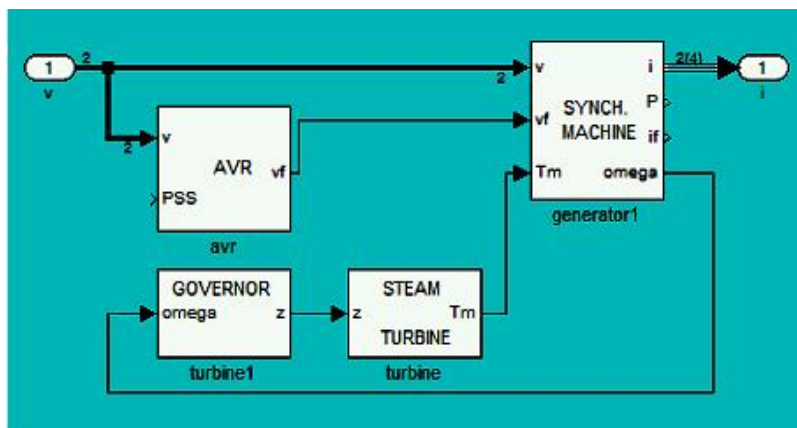 1
v
2
2
2
v
AVR
vf
PSS
avr
v
i
2(4)
1
i
P
SYNCH.
vf
MACHINE
if
Tm
omega
generator1
GOVERNOR
omega
z
turbine1
STEAM
z
Tm
TURBINE
turbine